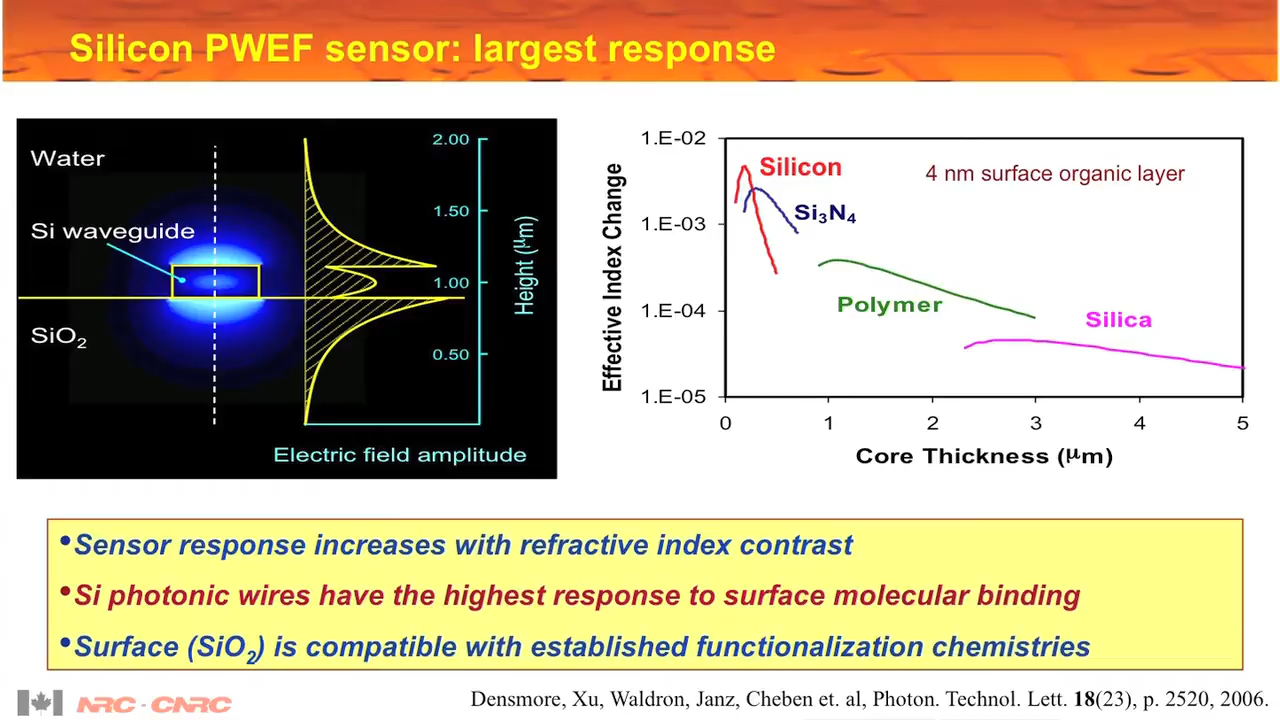 Silicon PWEF sensor: largest response
Water
Si waveguide
SiO2
2.00
1.50
1.00
0.50
Height (µm)
Electric field amplitude
1.E-02
1.E-03
1.E-04
1.E-05
Effective Index Change
Silicon
Si3N4
Polymer
Silica
4 nm surface organic layer
0 1 2 3 4 5
Core Thickness (µm)
•Sensor response increases with refractive index contrast
•Si photonic wires have the highest response to surface molecular binding
•Surface (SiO2) is compatible with established functionalization chemistries
NRC - CNRC
Densmore, Xu, Waldron, Janz, Cheben et. al, Photon. Technol. Lett. 18(23), p. 2520, 2006.